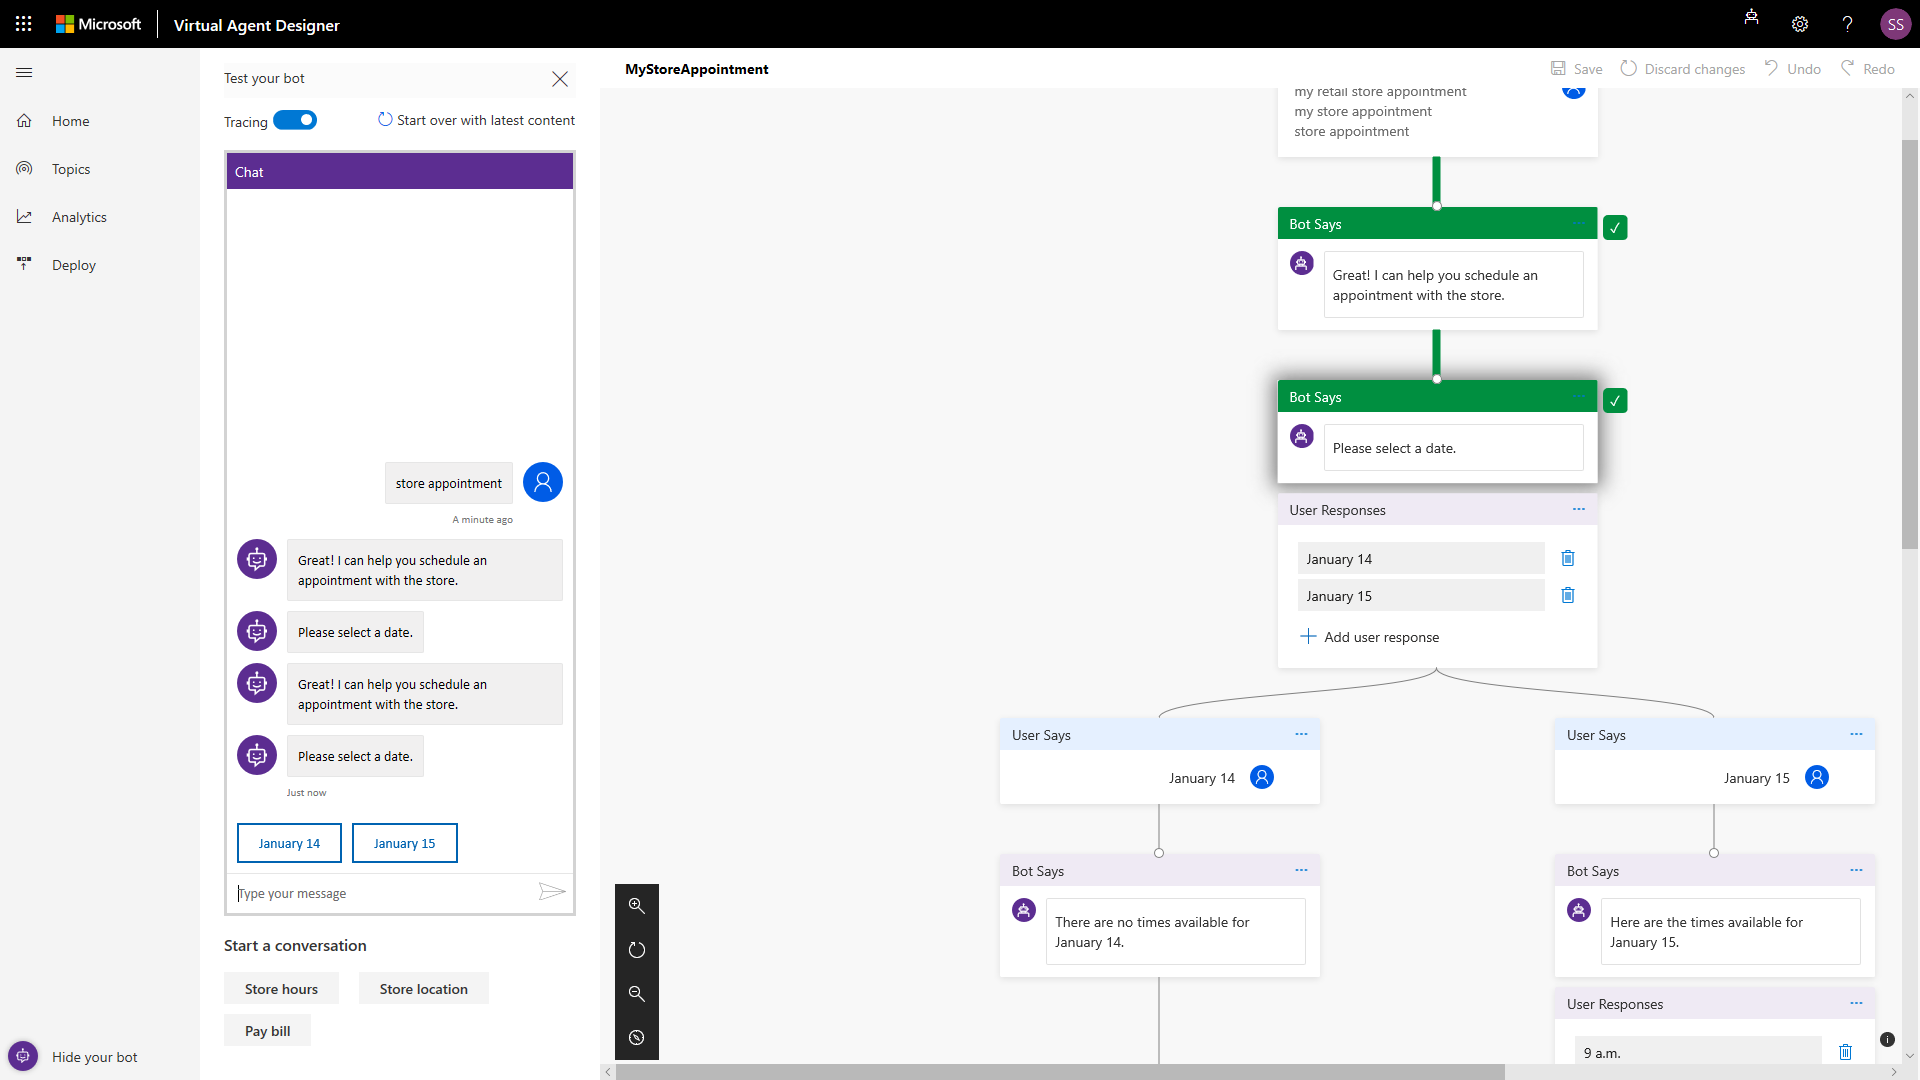 Microsoft
Virtual Agent Designer
SS
Home
Topics
Analytics
Deploy
Hide your bot
Test your bot
Tracing
Start over with latest content
Chat
store appointment
A minute ago
Great! I can help you schedule an
appointment with the store.
Please select a date.
Great! I can help you schedule an
appointment with the store.
Please select a date.
Just now
January 14
January 15
Type your message
Start a conversation
Store hours
Store location
Pay bill
MyStoreAppointment
Save
Discard changes
Undo
Redo
my retail store appointment
my store appointment
store appointment
Bot Says
Great! I can help you schedule an
appointment with the store.
Bot Says
Please select a date.
User Responses
January 14
January 15
Add user response
User Says
January 14
Bot Says
There are no times available for
January 14.
User Says
January 15
Bot Says
Here are the times available for
January 15.
User Responses
9 a.m.